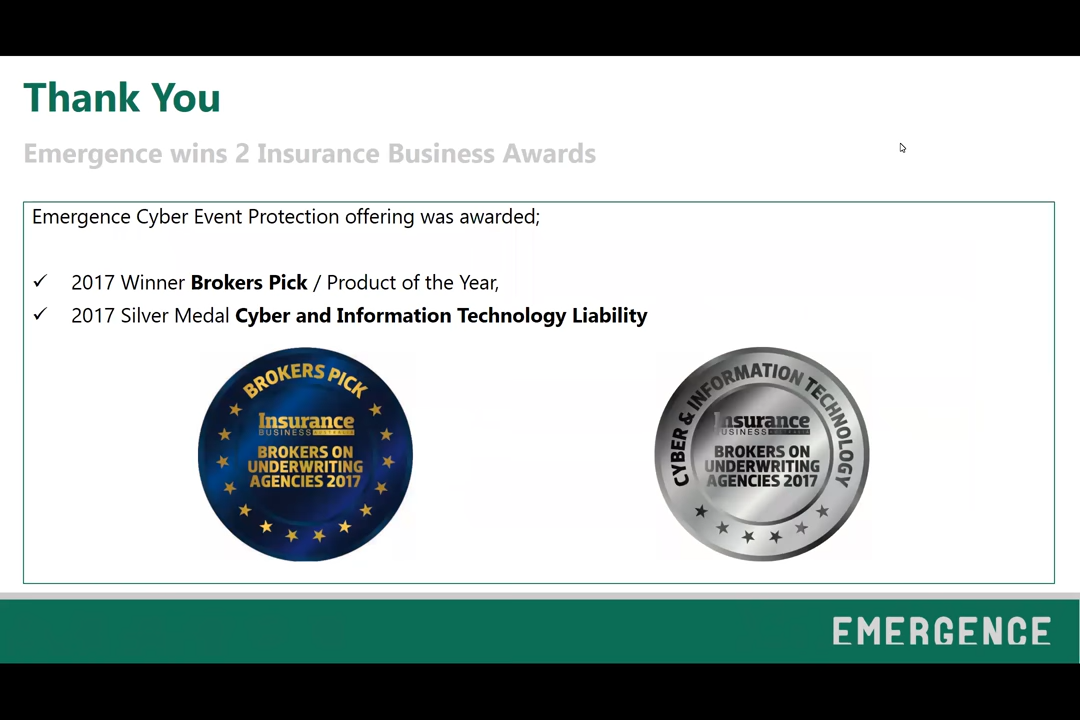 Thank You
Emergence wins 2 Insurance Business Awards
Emergence Cyber Event Protection offering was awarded;
✓ 2017 Winner Brokers Pick / Product of the Year,
✓ 2017 Silver Medal Cyber and Information Technology Liability
BROKERS PICK
Insurance
BUSINESS AUSTRALIA
BROKERS ON
UNDERWRITING
AGENCIES 2017
CYBER & INFORMATION TECHNOLOGY
Insurance
BUSINESS AUSTRALIA
BROKERS ON
UNDERWRITING
AGENCIES 2017
EMERGENCE